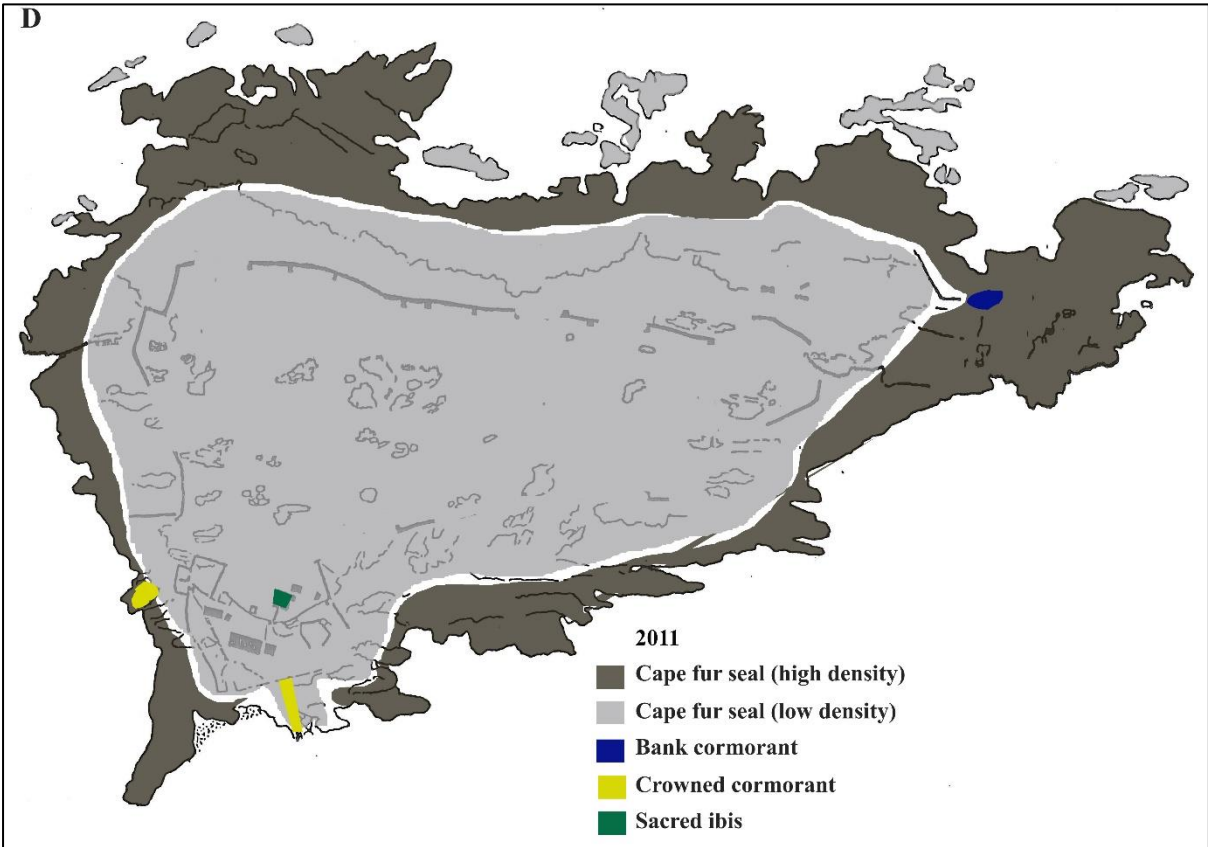 D
2011
Cape fur seal (high density)
Cape fur seal (low density)
Bank cormorant
Crowned cormorant
Sacred ibis